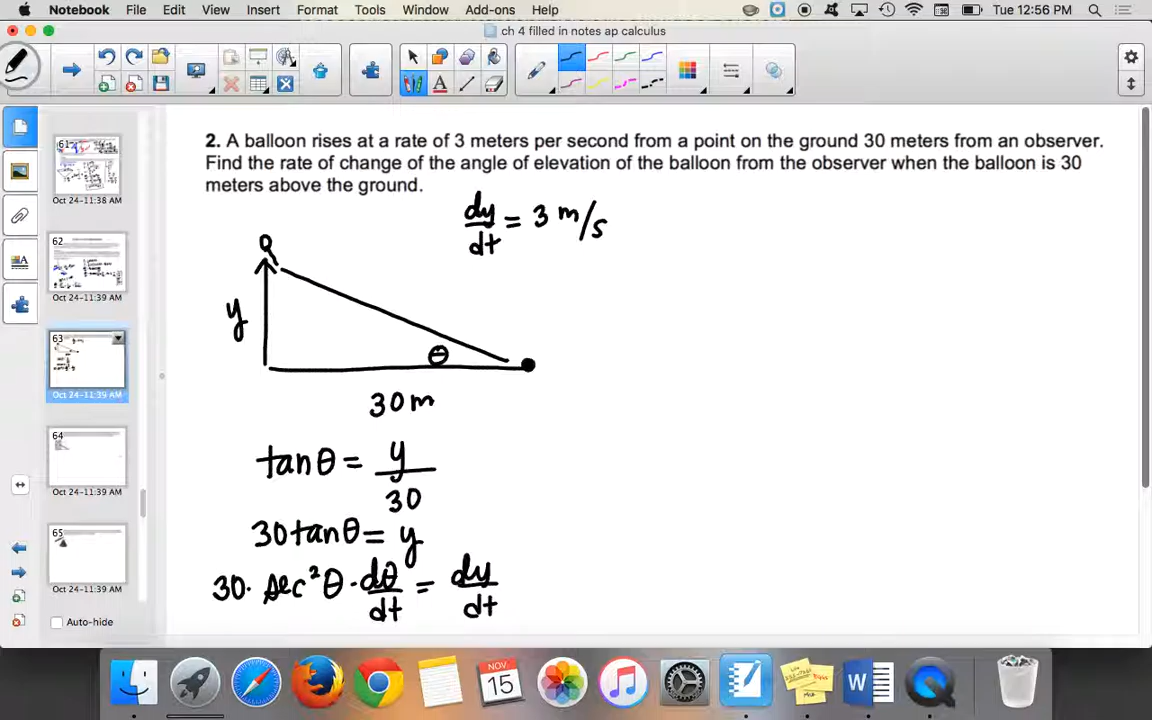 Notebook File Edit View Insert Format Tools Window Add-ons Help Tue 12:56 PM
ch 4 filled in notes ap calculus
2. A balloon rises at a rate of 3 meters per second from a point on the ground 30 meters from an observer.
Find the rate of change of the angle of elevation of the balloon from the observer when the balloon is 30
meters above the ground.
dy/dt = 3 m/s
y
θ
30m
tanθ = y/30
30tanθ = y
30· sec²θ · dθ/dt = dy/dt
61
Oct 24-11:38 AM
62
Oct 24-11:39 AM
63
Oct 24-11:39 AM
64
Oct 24-11:39 AM
65
Oct 24-11:39 AM
Auto-hide
NOV
15
W